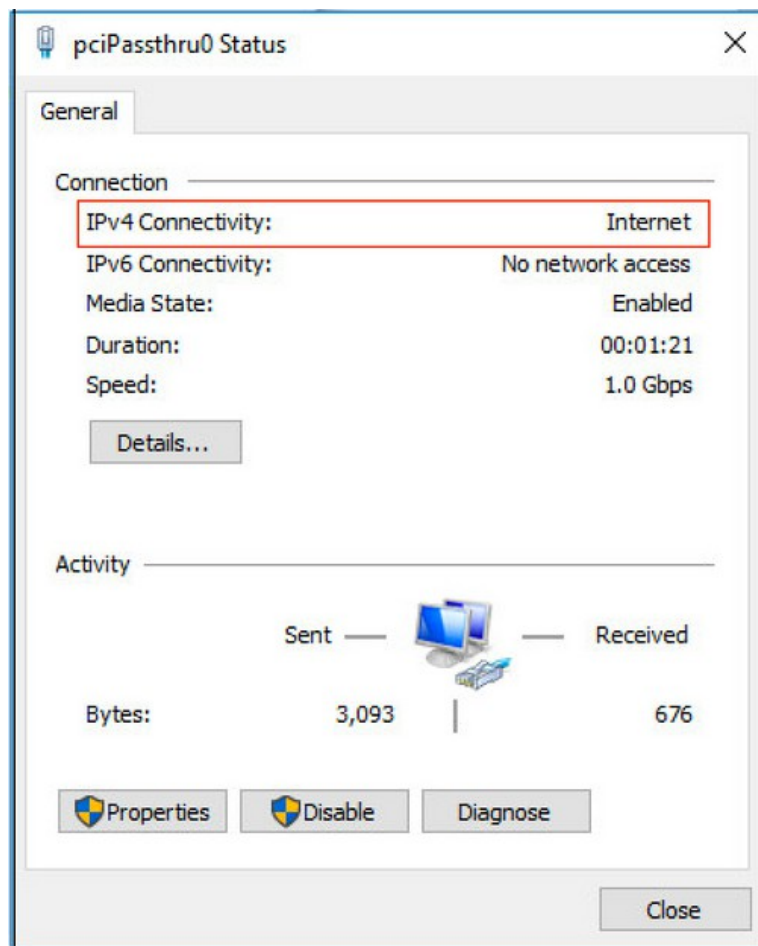 pciPassthru0 Status
General
Connection
IPv4 Connectivity: Internet
IPv6 Connectivity: No network access
Media State: Enabled
Duration: 00:01:21
Speed: 1.0 Gbps
Details...
Activity
Sent Received
Bytes: 3,093 676
Properties Disable Diagnose
Close